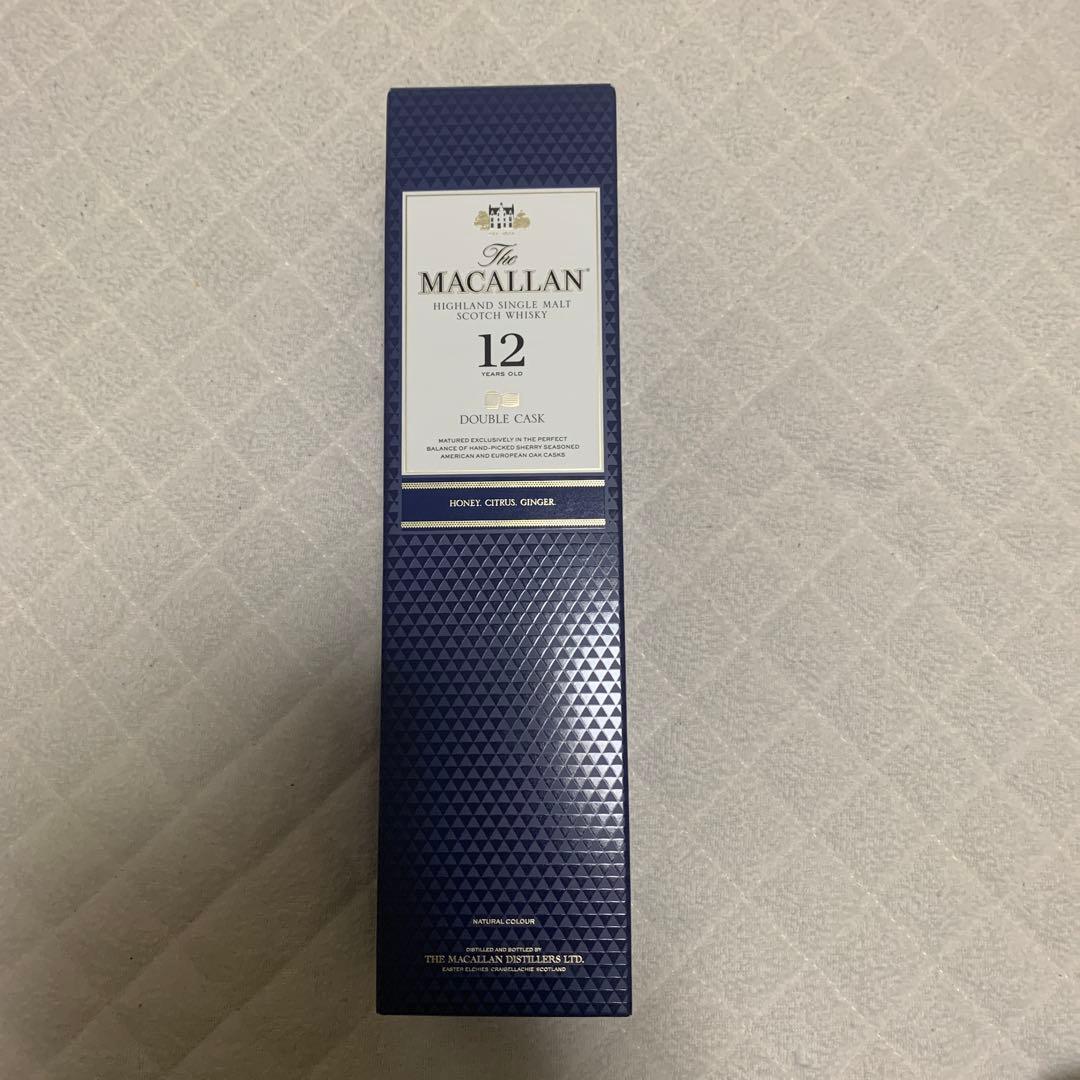 The
MACALLAN
HIGHLAND SINGLE MALT
SCOTCH WHISKY
12
YEARS OLD
DOUBLE CASK
MATURED EXCLUSIVELY IN THE PERFECT
BALANCE OF HAND-PICKED SHERRY SEASONED
AMERICAN AND EUROPEAN OAK CASKS
HONEY. CITRUS. GINGER.
NATURAL COLOUR
DISTILLED AND BOTTLED BY
THE MACALLAN DISTILLERS LTD.
EASTER ELCHIES CRAIGELLACHIE SCOTLAND